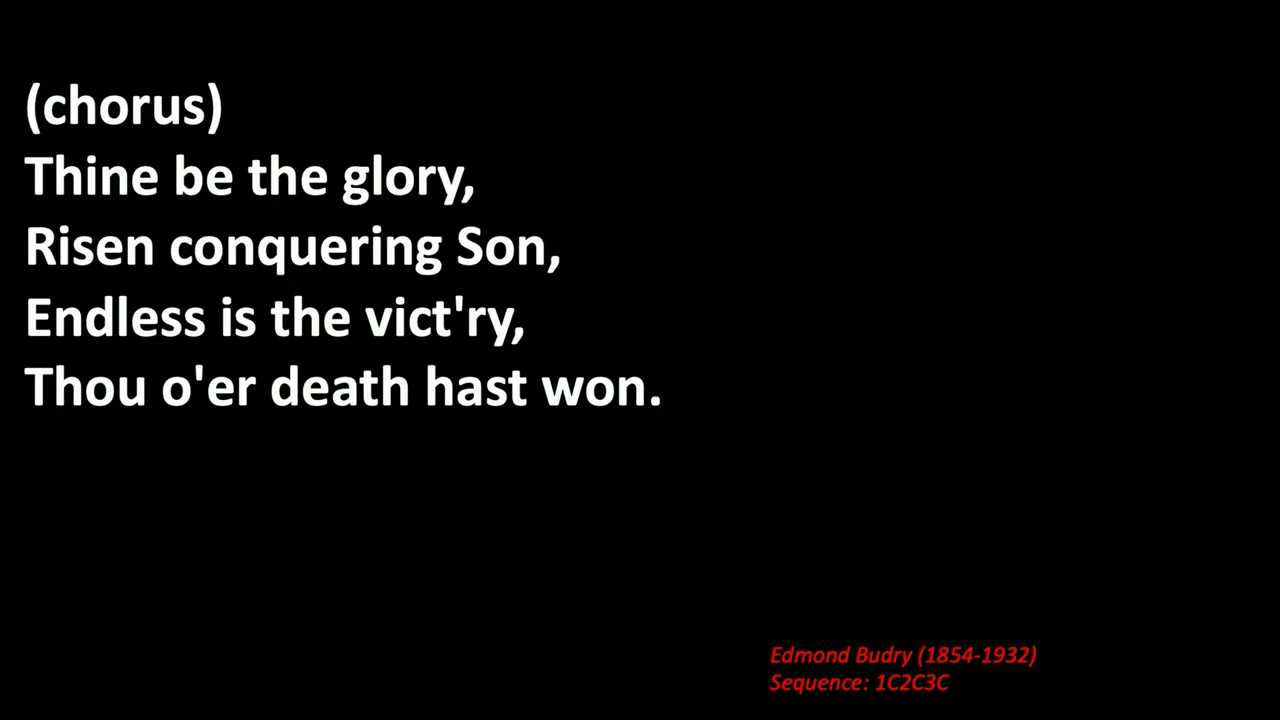 (chorus)
Thine be the glory,
Risen conquering Son,
Endless is the vict'ry,
Thou o'er death hast won.
Edmond Budry (1854-1932)
Sequence: 1C2C3C